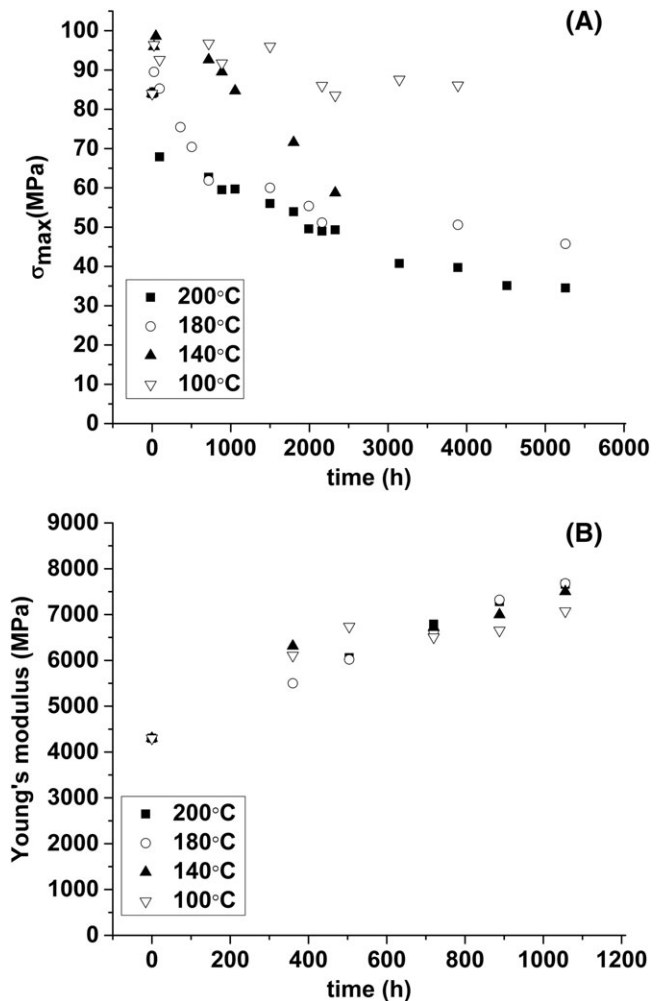 (A)
100
90
80
70
60
50
40
30
20
10
0
σmax(MPa)
200°C
180°C
140°C
100°C
0 1000 2000 3000 4000 5000 6000
time (h)
(B)
9000
8000
7000
6000
5000
4000
3000
2000
1000
0
Young's modulus (MPa)
200°C
180°C
140°C
100°C
0 200 400 600 800 1000 1200
time (h)